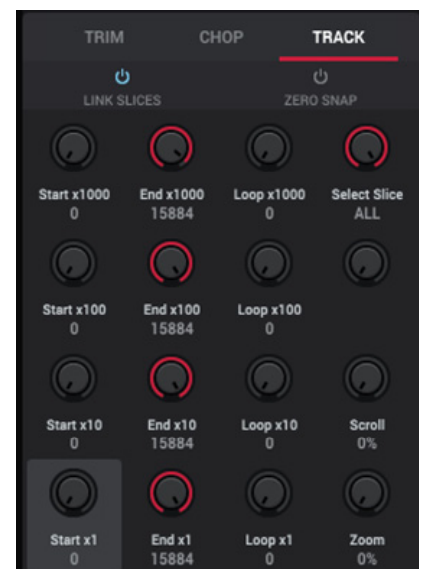 TRIM CHOP TRACK
LINK SLICES ZERO SNAP
Start x1000 End x1000 Loop x1000 Select Slice
0 15884 0 ALL
Start x100 End x100 Loop x100
0 15884 0
Start x10 End x10 Loop x10 Scroll
0 15884 0 0%
Start x1 End x1 Loop x1 Zoom
0 15884 0 0%